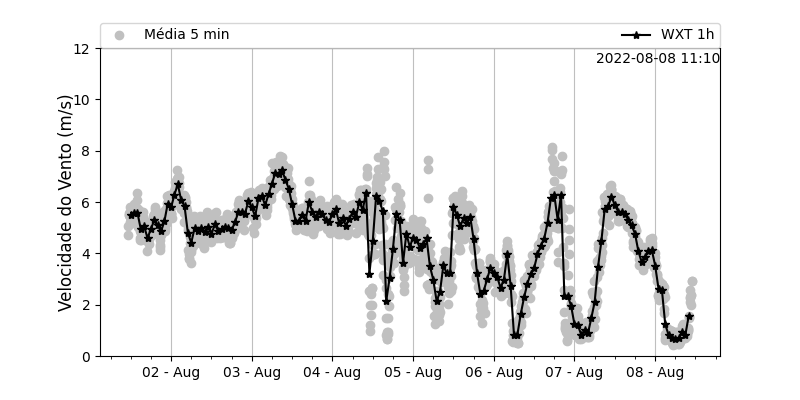 Média 5 min
WXT 1h
2022-08-08 11:10
Velocidade do Vento (m/s)
12
10
8
6
4
2
0
02 - Aug
03 - Aug
04 - Aug
05 - Aug
06 - Aug
07 - Aug
08 - Aug